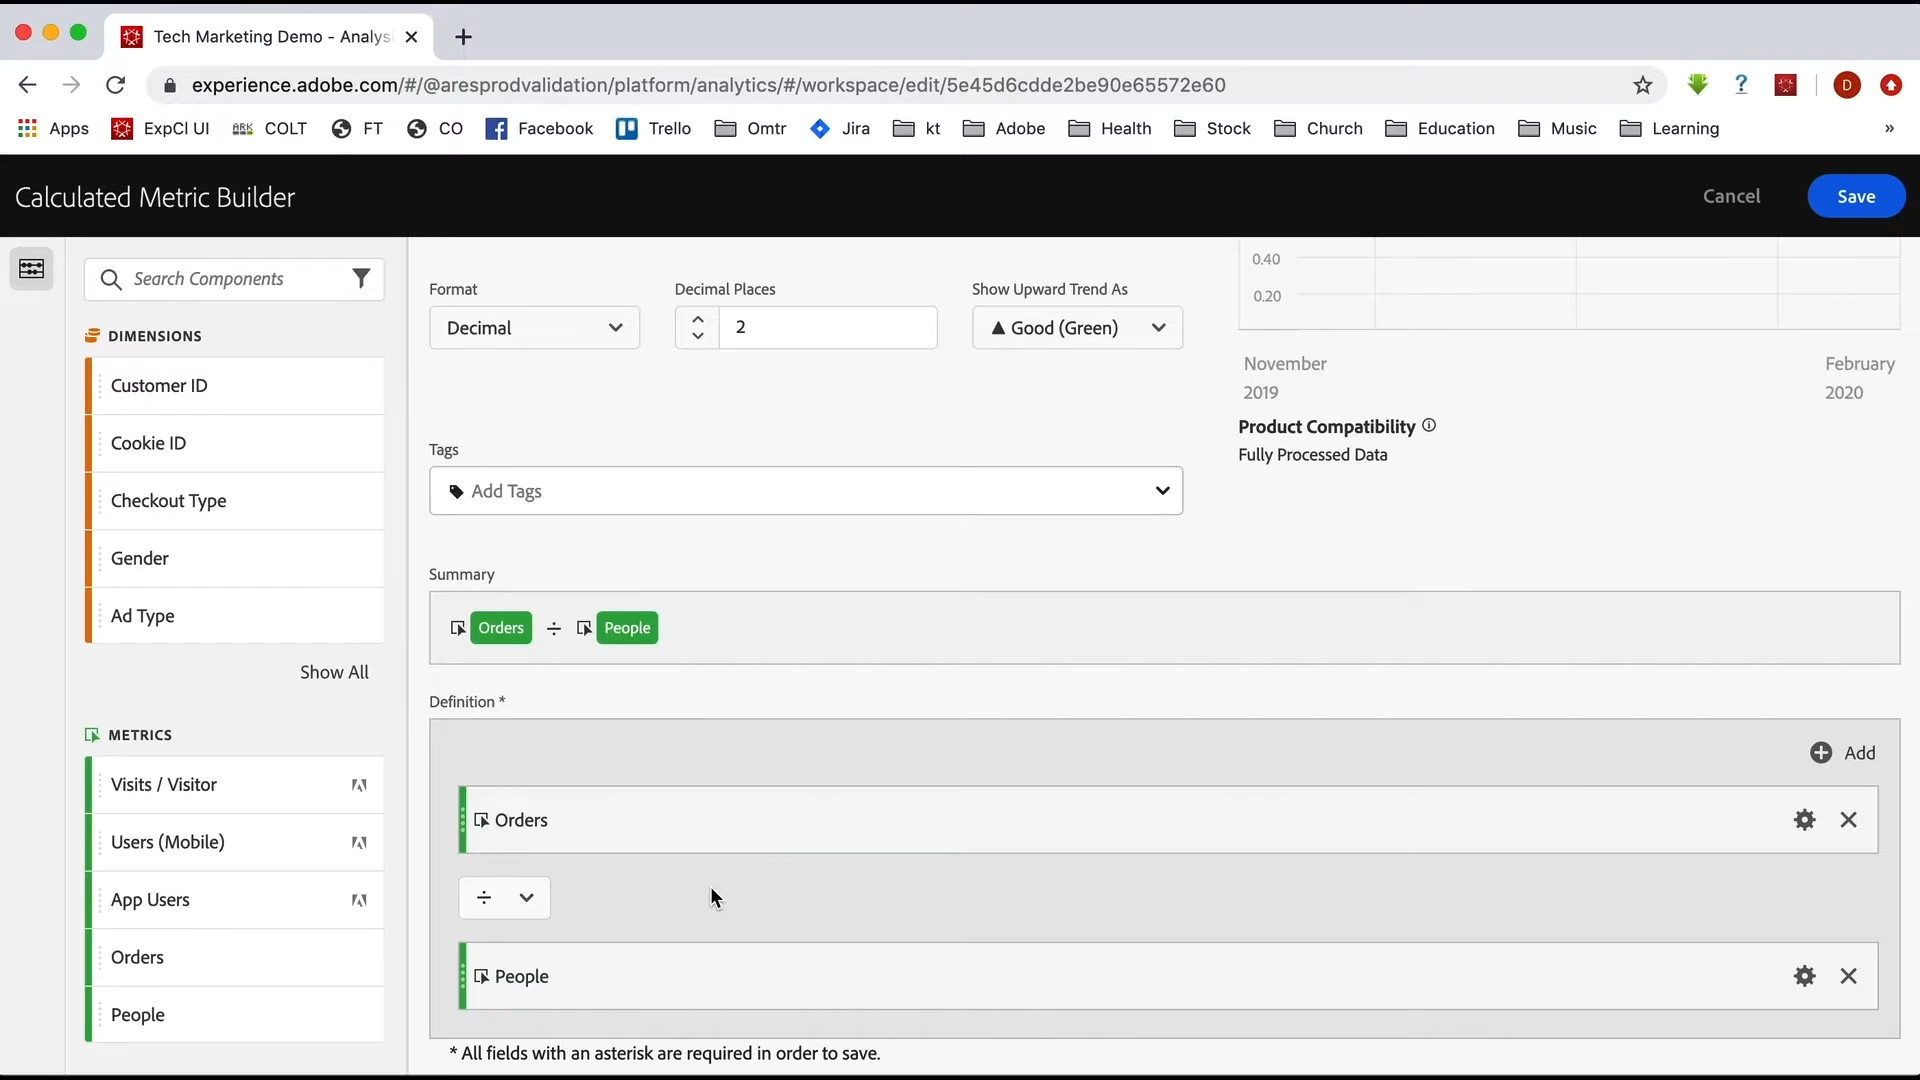 Tech Marketing Demo - Analysi
experience.adobe.com/#/@aresprodvalidation/platform/analytics/#/workspace/edit/5e45d6cdde2be90e65572e60
?
D
Apps ExpCl UI COLT FT CO Facebook Trello Omtr Jira kt Adobe Health Stock Church Education Music Learning »
Calculated Metric Builder
Cancel
Save
Search Components
DIMENSIONS
Customer ID
Cookie ID
Checkout Type
Gender
Ad Type
Show All
METRICS
Visits / Visitor
Users (Mobile)
App Users
Orders
People
Format
Decimal
Decimal Places
2
Show Upward Trend As
▲ Good (Green)
0.40
0.20
November
2019
February
2020
Product Compatibility
Fully Processed Data
Tags
Add Tags
Summary
Orders ÷ People
Definition *
Add
Orders
÷
People
* All fields with an asterisk are required in order to save.